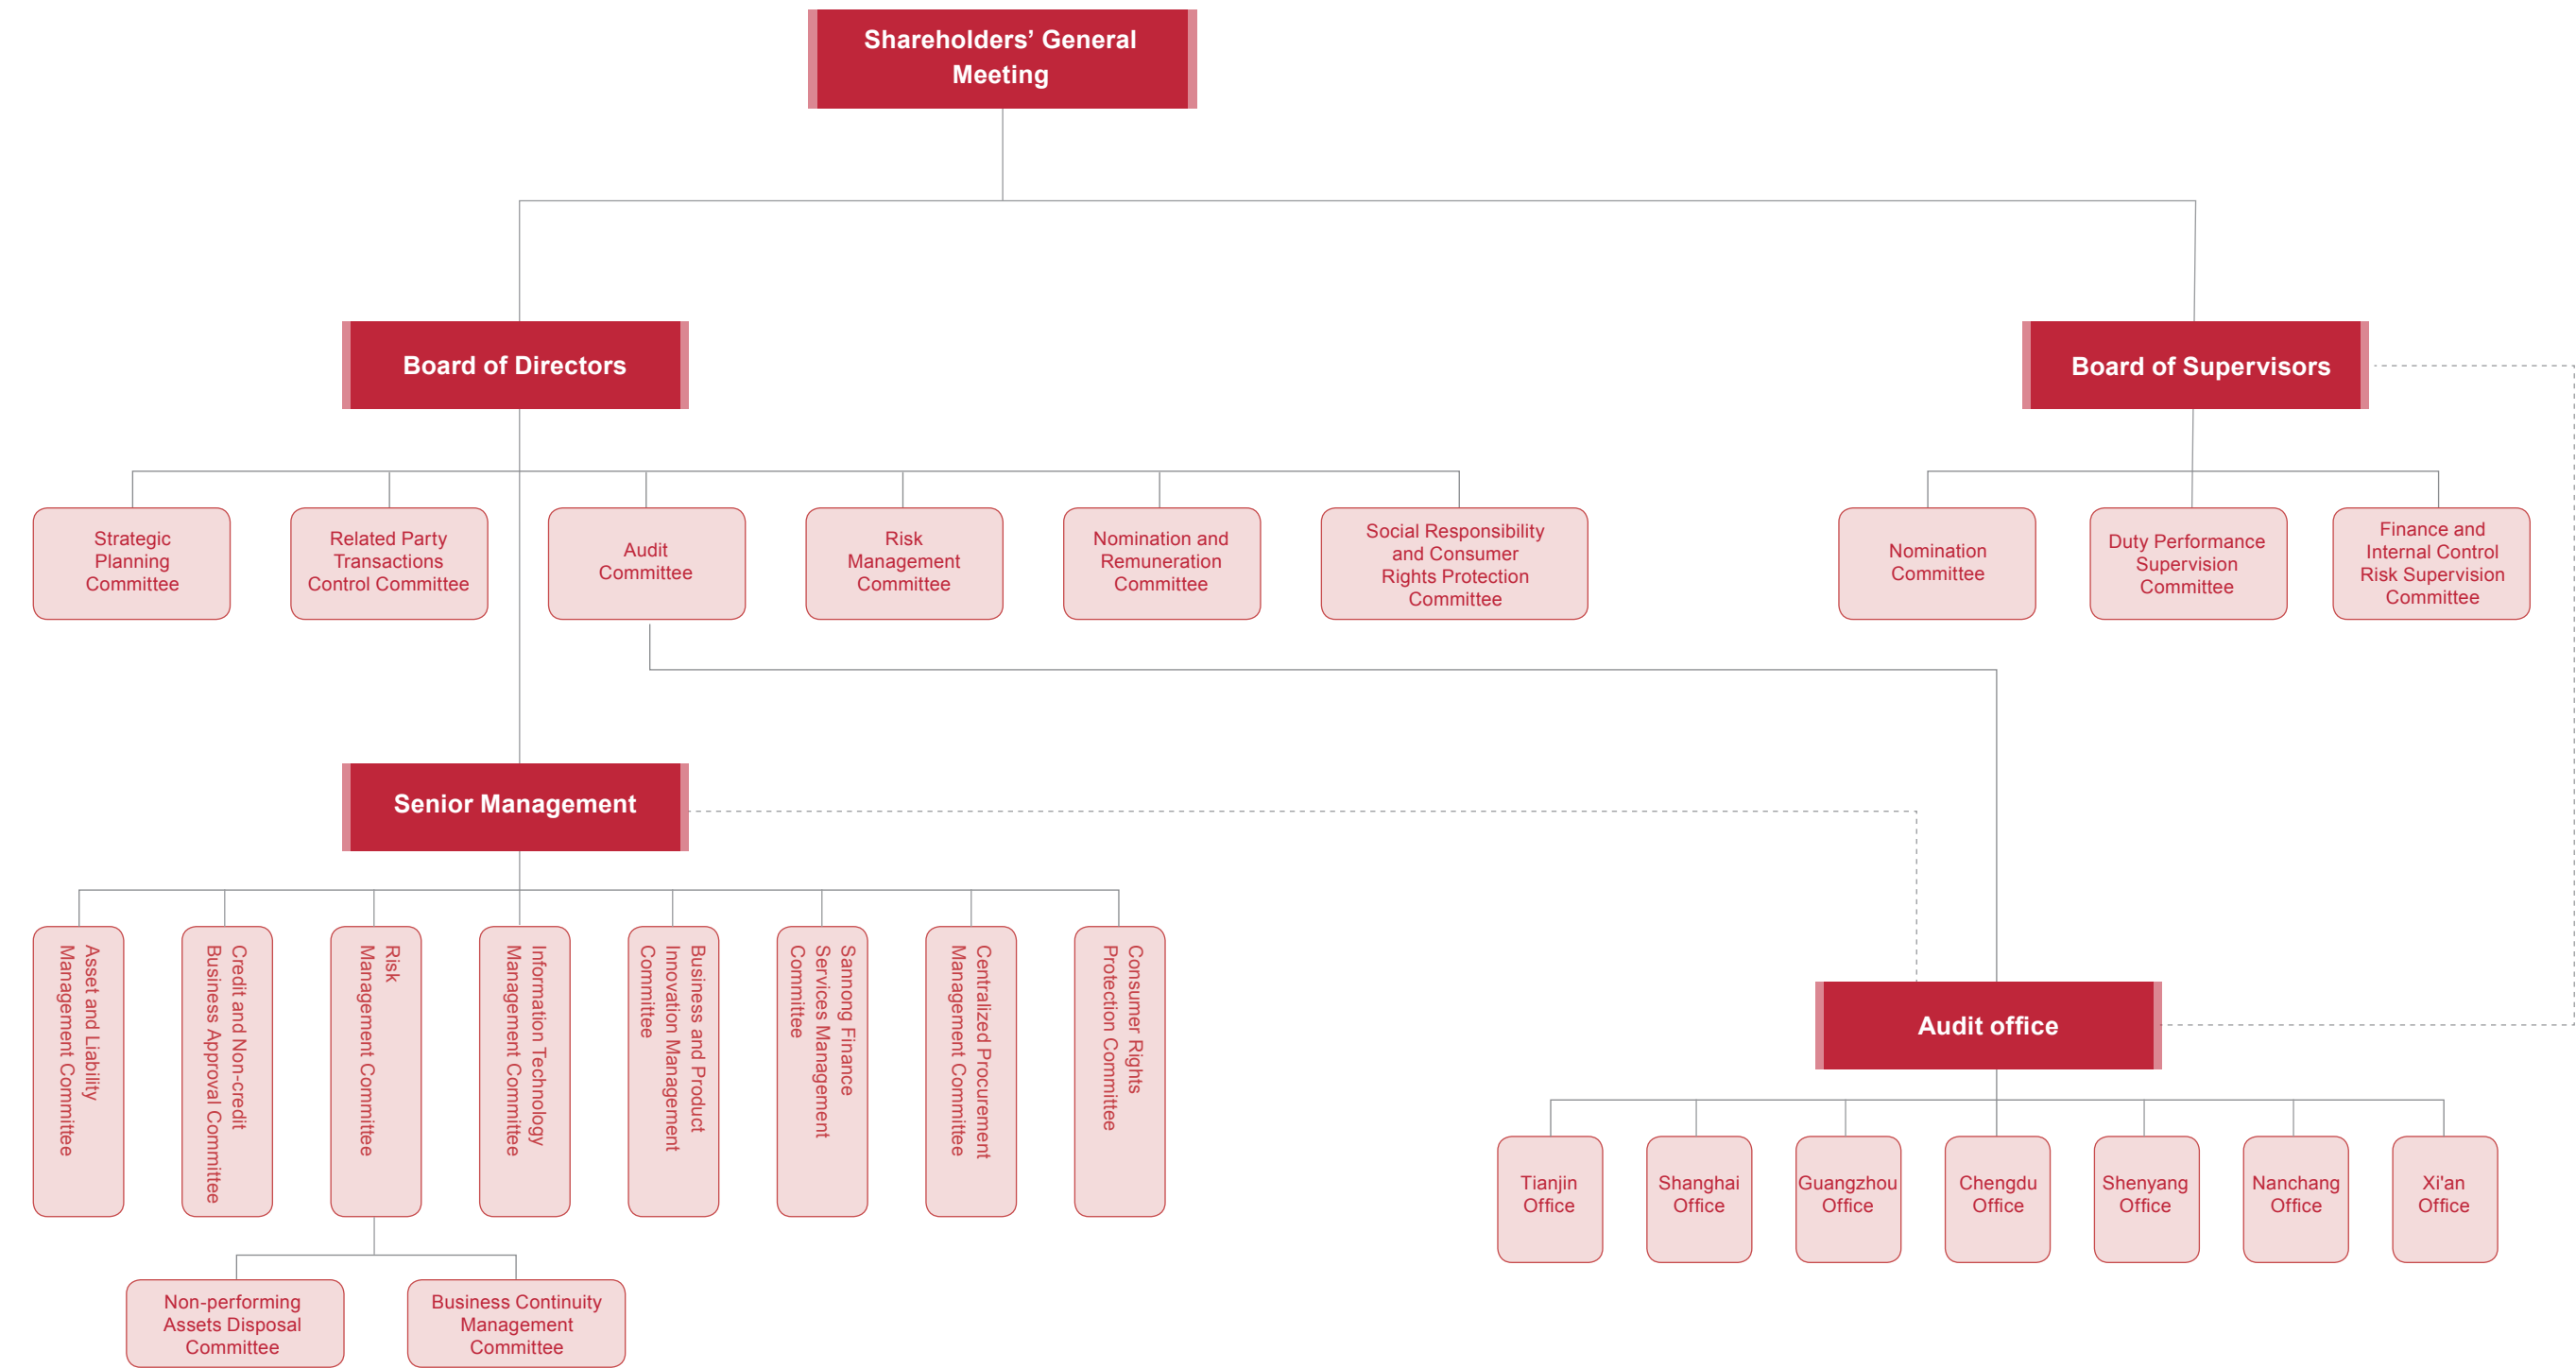 Shareholders’ General
Meeting
Board of Directors
Board of Supervisors
Strategic
Planning
Committee
Related Party
Transactions
Control Committee
Audit
Committee
Risk
Management
Committee
Nomination and
Remuneration
Committee
Social Responsibility
and Consumer
Rights Protection
Committee
Nomination
Committee
Duty Performance
Supervision
Committee
Finance and
Internal Control
Risk Supervision
Committee
Senior Management
Asset and Liability
Management Committee
Credit and Non-credit
Business Approval Committee
Risk
Management Committee
Information Technology
Management Committee
Business and Product
Innovation Management
Committee
Sannong Finance
Services Management
Committee
Centralized Procurement
Management Committee
Consumer Rights
Protection Committee
Audit office
Tianjin
Office
Shanghai
Office
Guangzhou
Office
Chengdu
Office
Shenyang
Office
Nanchang
Office
Xi'an
Office
Non-performing
Assets Disposal
Committee
Business Continuity
Management
Committee